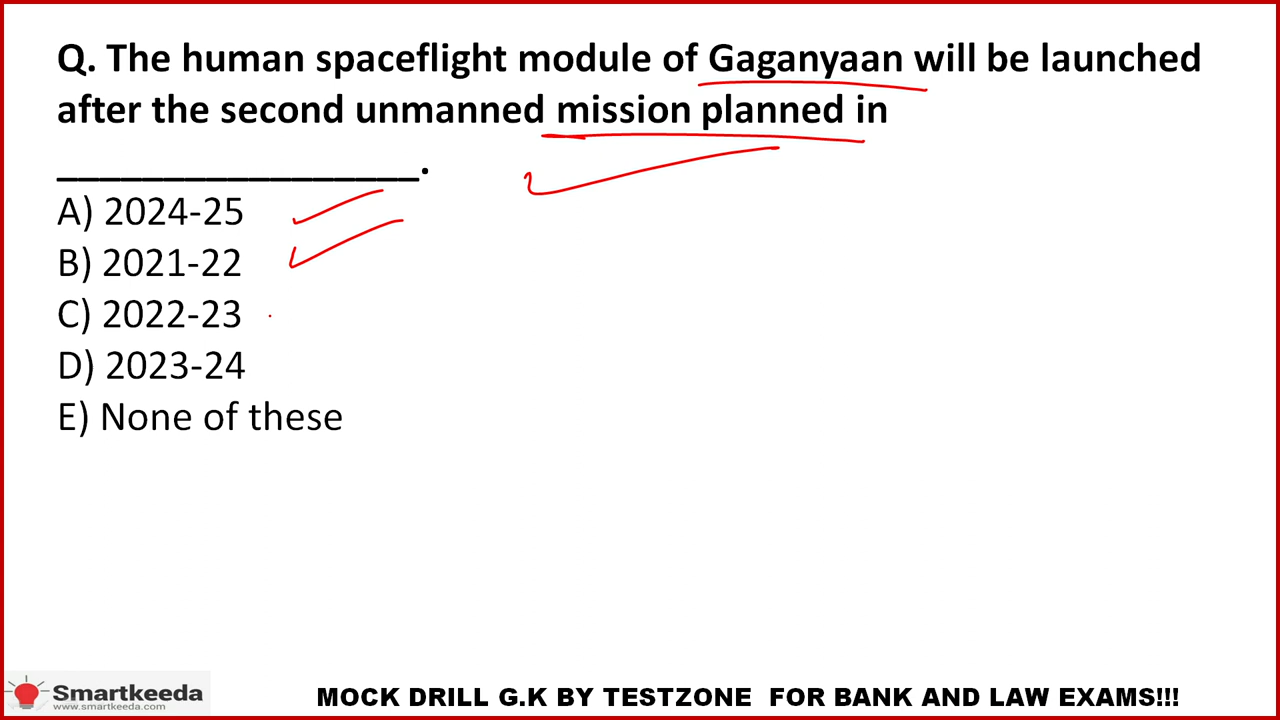 Q. The human spaceflight module of Gaganyaan will be launched
after the second unmanned mission planned in
_________________.
A) 2024-25
B) 2021-22
C) 2022-23
D) 2023-24
E) None of these
Smartkeeda
www.smartkeeda.com
MOCK DRILL G.K BY TESTZONE FOR BANK AND LAW EXAMS!!!